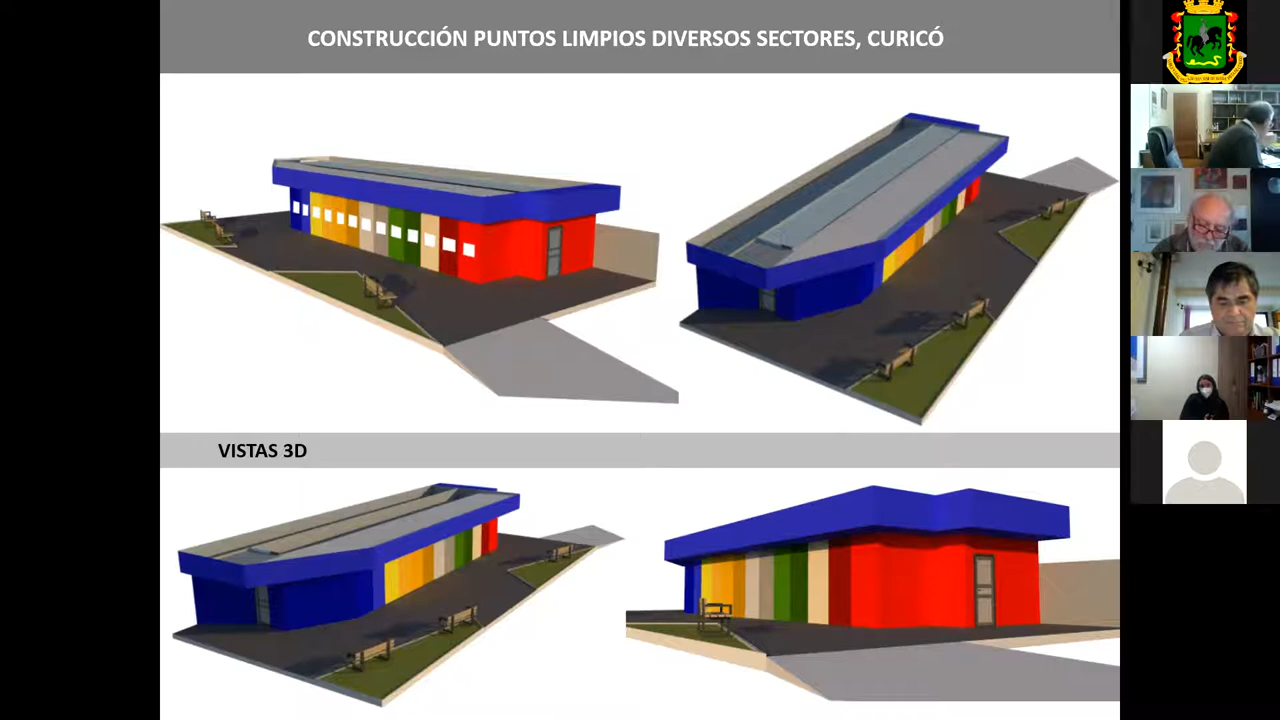 CONSTRUCCIÓN PUNTOS LIMPIOS DIVERSOS SECTORES, CURICÓ
VISTAS 3D